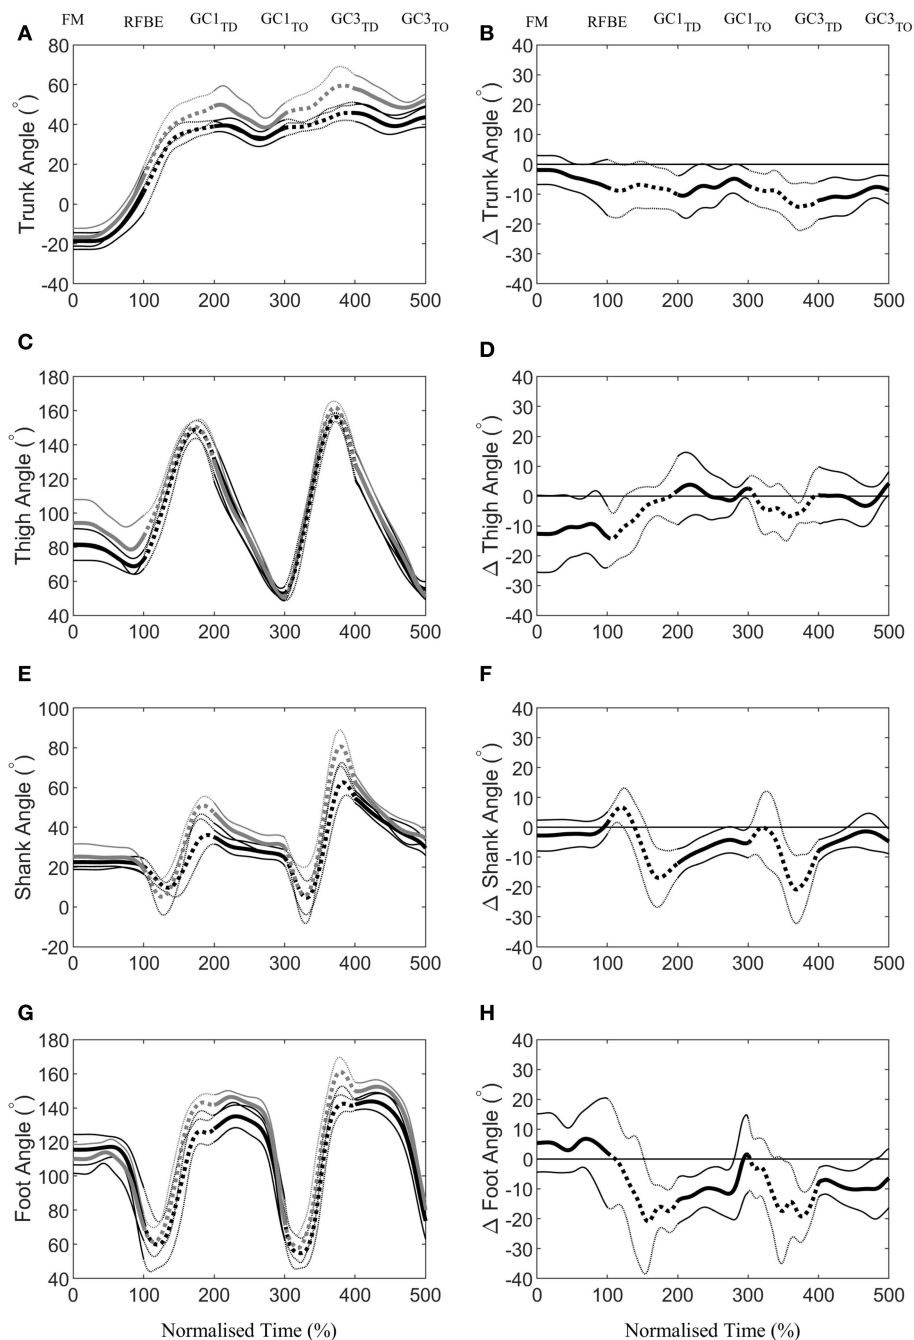 FM RFBE GC1TD GC1TO GC3TD GC3TO
FM RFBE GC1TD GC1TO GC3TD GC3TO
A
80
60
40
20
0
-20
-40
Trunk Angle (°)
0 100 200 300 400 500
B
40
30
20
10
0
-10
-20
-30
-40
Δ Trunk Angle (°)
0 100 200 300 400 500
C
180
160
140
120
100
80
60
40
Thigh Angle (°)
0 100 200 300 400 500
D
40
30
20
10
0
-10
-20
-30
-40
Δ Thigh Angle (°)
0 100 200 300 400 500
E
100
80
60
40
20
0
-20
Shank Angle (°)
0 100 200 300 400 500
F
40
30
20
10
0
-10
-20
-30
-40
Δ Shank Angle (°)
0 100 200 300 400 500
G
180
160
140
120
100
80
60
40
Foot Angle (°)
0 100 200 300 400 500
Normalised Time (%)
H
40
30
20
10
0
-10
-20
-30
-40
Δ Foot Angle (°)
0 100 200 300 400 500
Normalised Time (%)